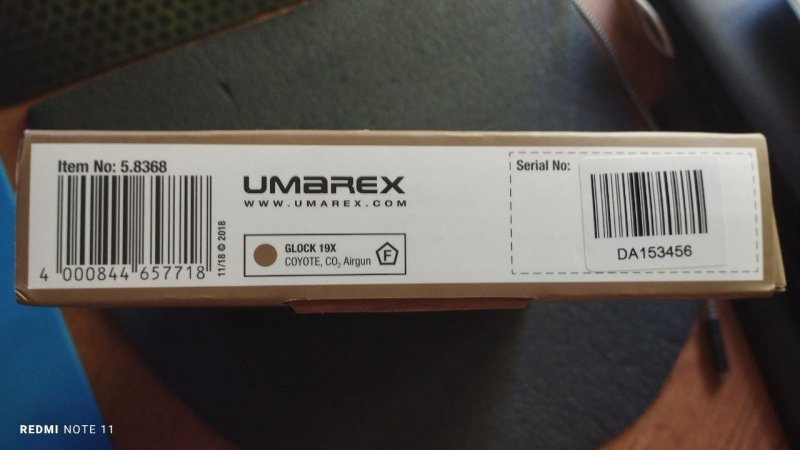 Item No: 5.8368
4 000844 657718
11/18 © 2018
UMAREX
WWW.UMAREX.COM
GLOCK 19X
COYOTE, CO₂ Airgun
F
Serial No:
DA153456
REDMI NOTE 11